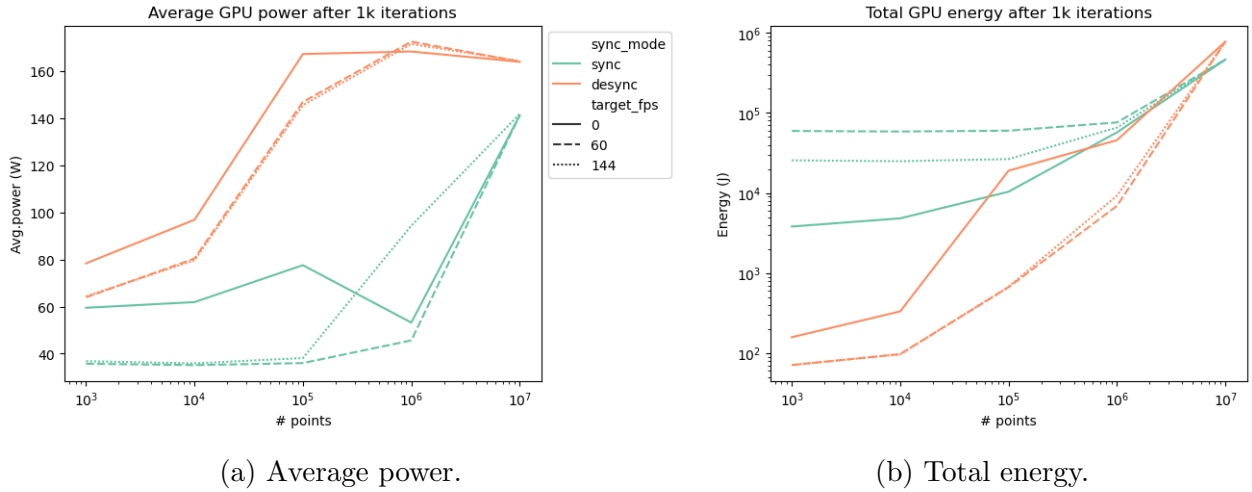 Average GPU power after 1k iterations
Avg.power (W)
160
140
120
100
80
60
40
10³
10⁴
10⁵
10⁶
10⁷
# points
sync_mode
sync
desync
target_fps
0
60
144
Total GPU energy after 1k iterations
Energy (J)
10⁶
10⁵
10⁴
10³
10²
10³
10⁴
10⁵
10⁶
10⁷
# points
(a) Average power.
(b) Total energy.